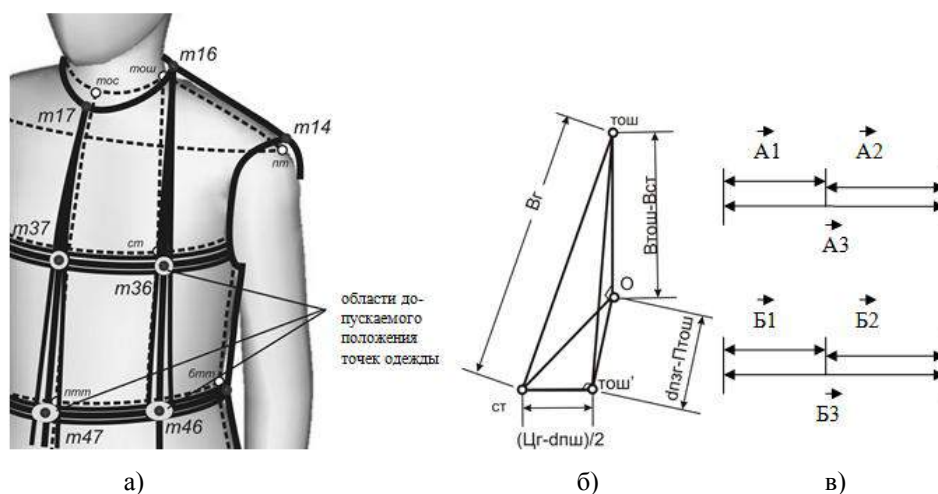 m16
тош
тос
m17
m14
пт
m37
ст
m36
области до-
пускаемого
положения
точек одежды
птт
бтт
m47
m46
а)
тош
Вг
Втош-Вст
О
dпзг-Птош
тош'
ст
(Цг-dпш)/2
б)
А1
А2
А3
Б1
Б2
Б3
в)